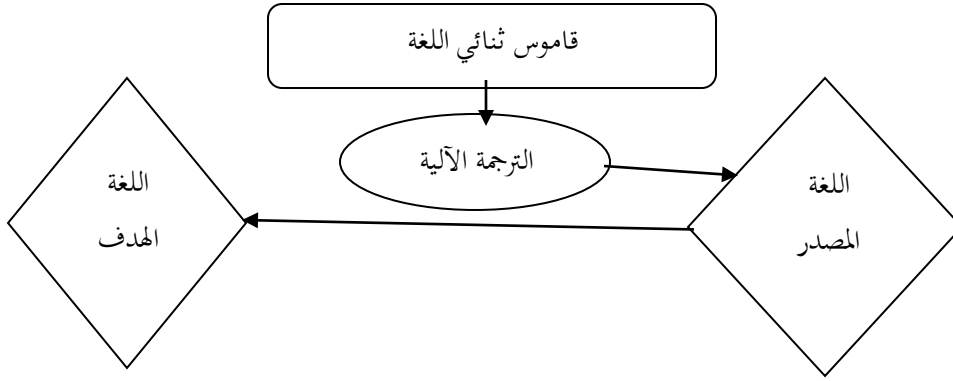 قاموس ثنائي اللغة
الترجمة الآلية
اللغة
المصدر
اللغة
الهدف